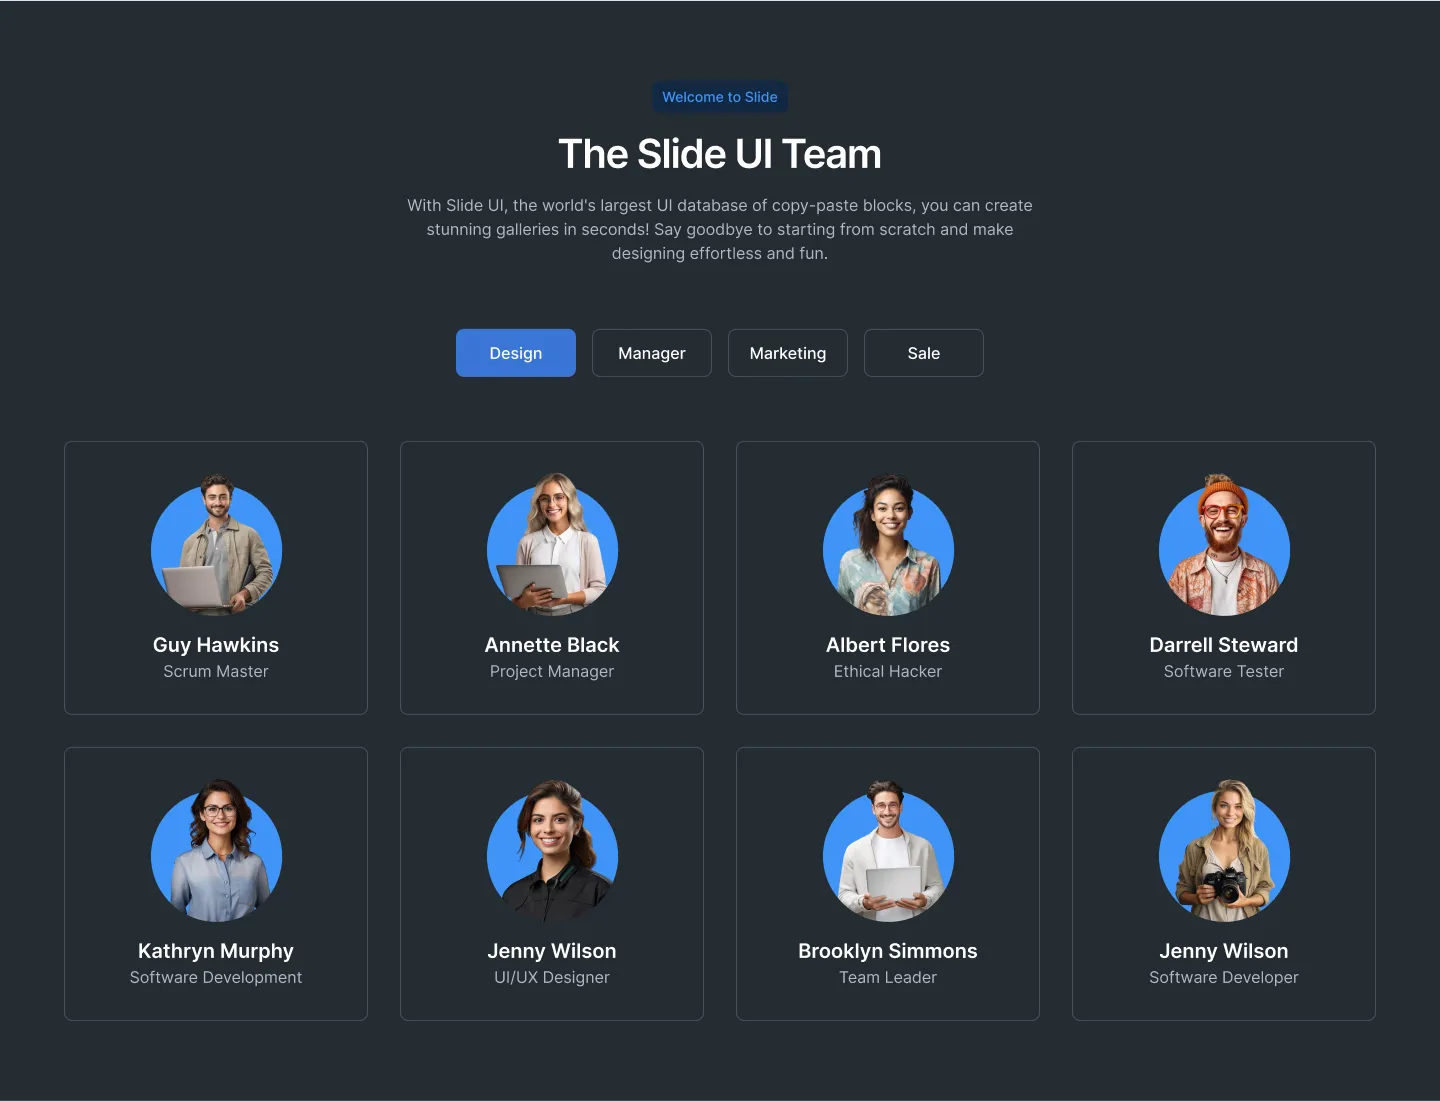 Welcome to Slide
The Slide UI Team
With Slide UI, the world's largest UI database of copy-paste blocks, you can create
stunning galleries in seconds! Say goodbye to starting from scratch and make
designing effortless and fun.
Design
Manager
Marketing
Sale
Guy Hawkins
Scrum Master
Annette Black
Project Manager
Albert Flores
Ethical Hacker
Darrell Steward
Software Tester
Kathryn Murphy
Software Development
Jenny Wilson
UI/UX Designer
Brooklyn Simmons
Team Leader
Jenny Wilson
Software Developer